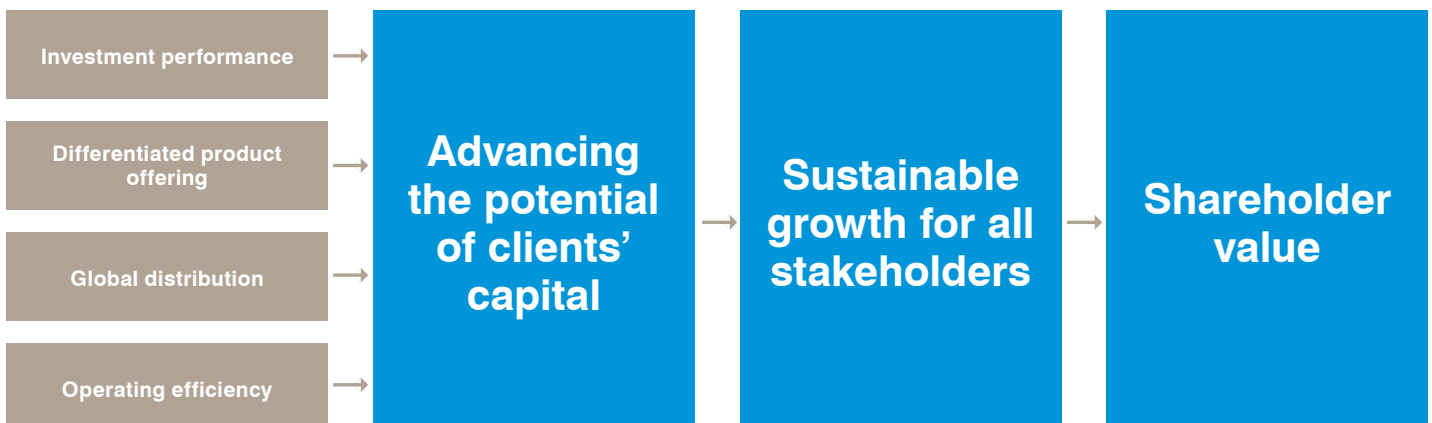 Investment performance
Differentiated product
offering
Global distribution
Operating efficiency
Advancing
the potential
of clients’
capital
Sustainable
growth for all
stakeholders
Shareholder
value